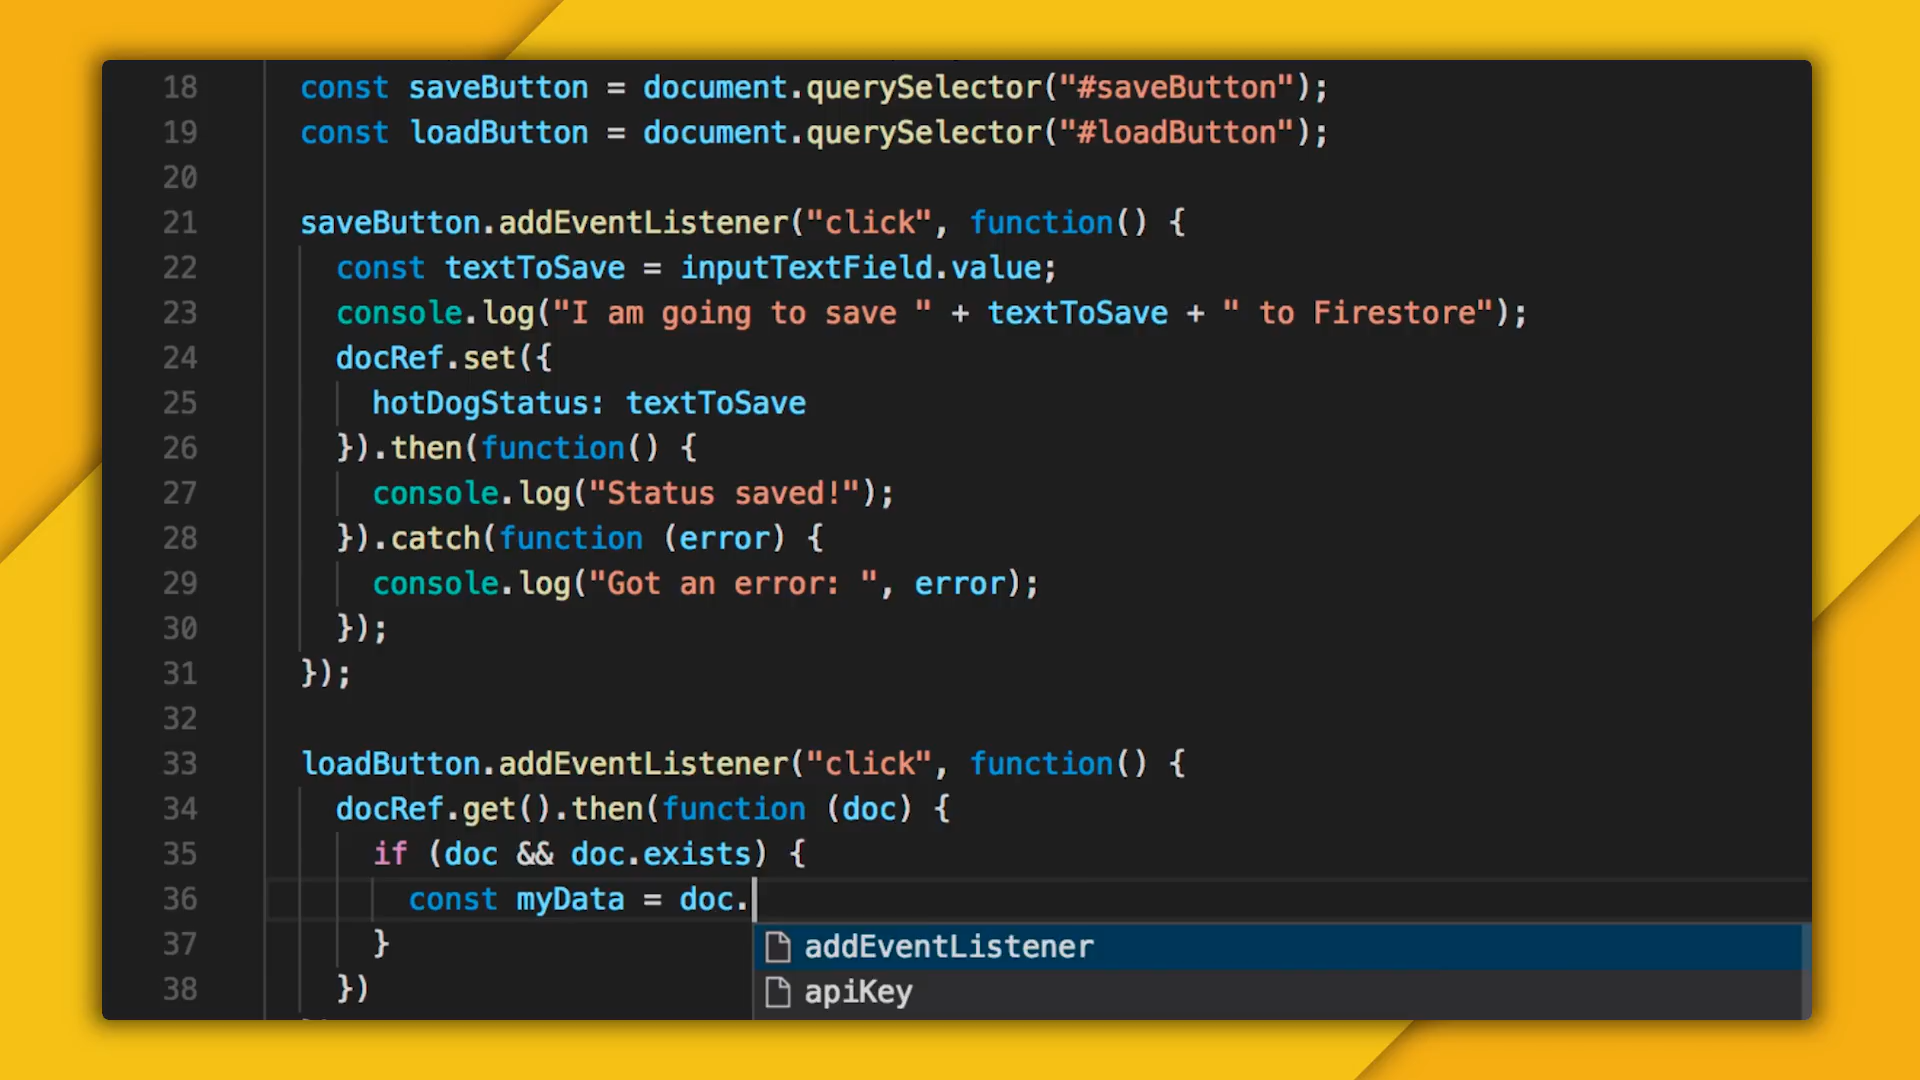 18 const saveButton = document.querySelector("#saveButton");
19 const loadButton = document.querySelector("#loadButton");
20
21 saveButton.addEventListener("click", function() {
22 const textToSave = inputTextField.value;
23 console.log("I am going to save " + textToSave + " to Firestore");
24 docRef.set({
25 hotDogStatus: textToSave
26 }).then(function() {
27 console.log("Status saved!");
28 }).catch(function (error) {
29 console.log("Got an error: ", error);
30 });
31 });
32
33 loadButton.addEventListener("click", function() {
34 docRef.get().then(function (doc) {
35 if (doc && doc.exists) {
36 const myData = doc.
37 }
addEventListener
38 })
apiKey